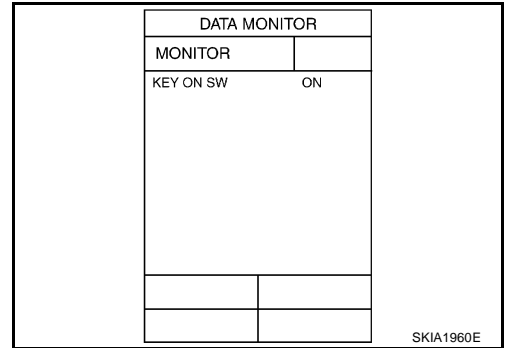 DATA MONITOR
MONITOR
KEY ON SW ON
SKIA1960E